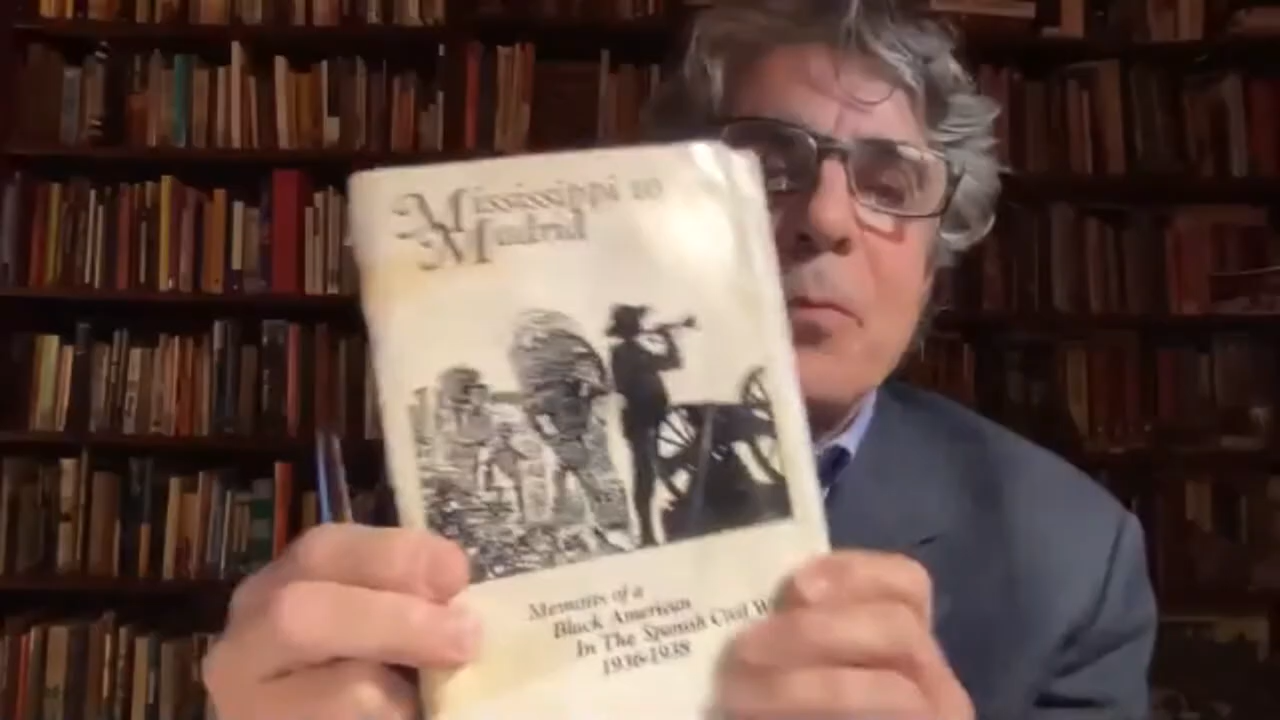 Mississippi to
Madrid
Memoirs of a
Black American
In The Spanish Civil W
1936-1938